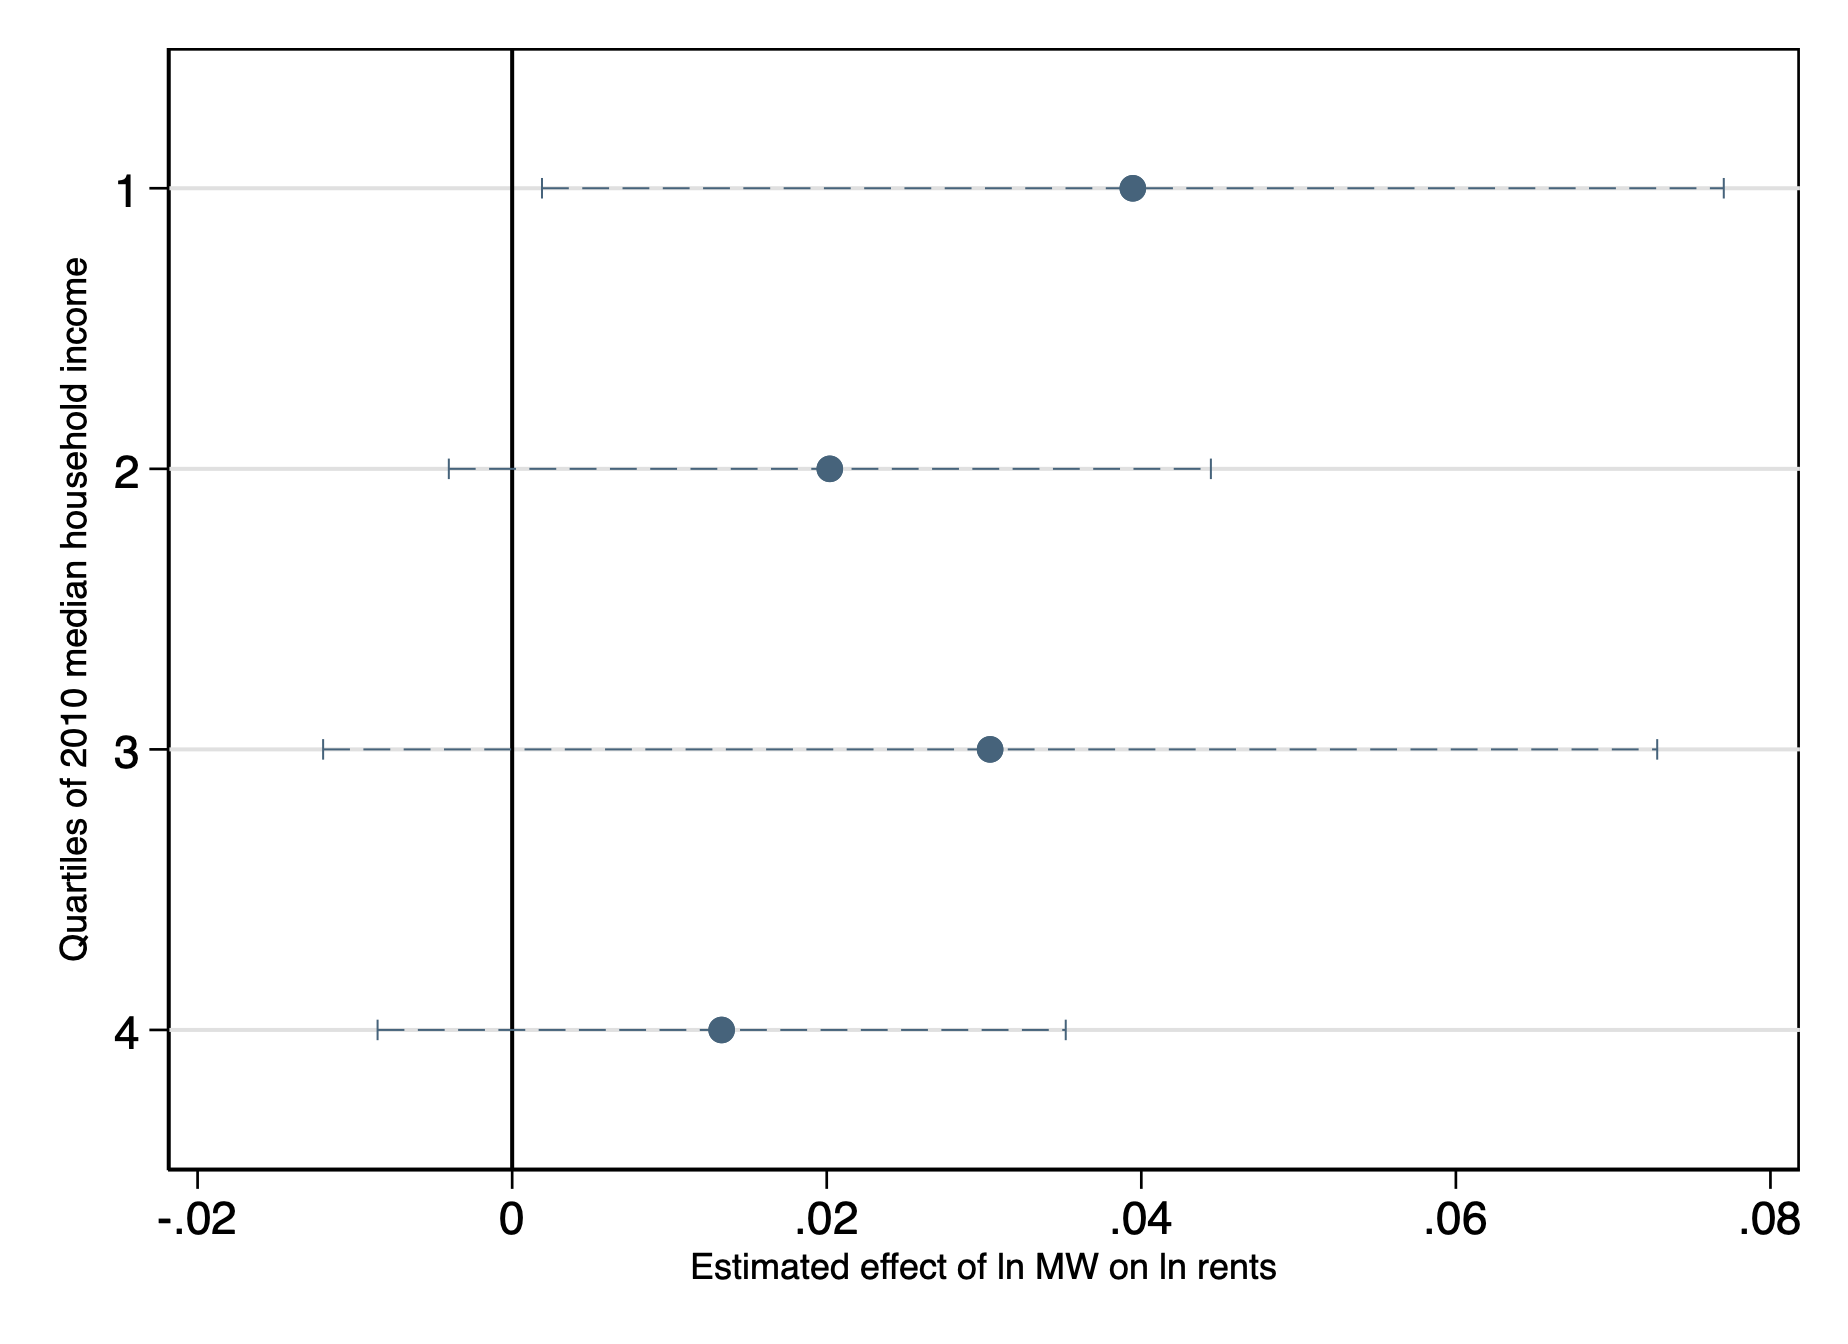 Quartiles of 2010 median household income
1
2
3
4
-.02 0 .02 .04 .06 .08
Estimated effect of ln MW on ln rents